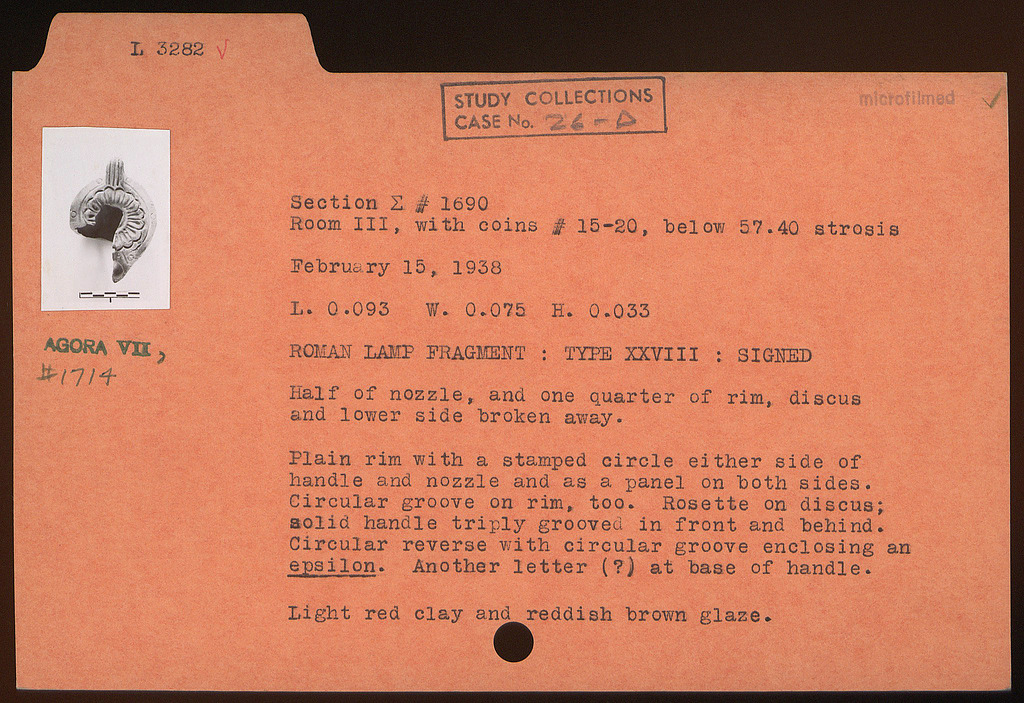 L 3282 √
STUDY COLLECTIONS
CASE No. 26-D
microfilmed ✓
Section Σ # 1690
Room III, with coins # 15-20, below 57.40 strosis
February 15, 1938
L. 0.093 W. 0.075 H. 0.033
AGORA VII,
#1714
ROMAN LAMP FRAGMENT : TYPE XXVIII : SIGNED
Half of nozzle, and one quarter of rim, discus
and lower side broken away.
Plain rim with a stamped circle either side of
handle and nozzle and as a panel on both sides.
Circular groove on rim, too. Rosette on discus;
solid handle triply grooved in front and behind.
Circular reverse with circular groove enclosing an
epsilon. Another letter (?) at base of handle.
Light red clay and reddish brown glaze.